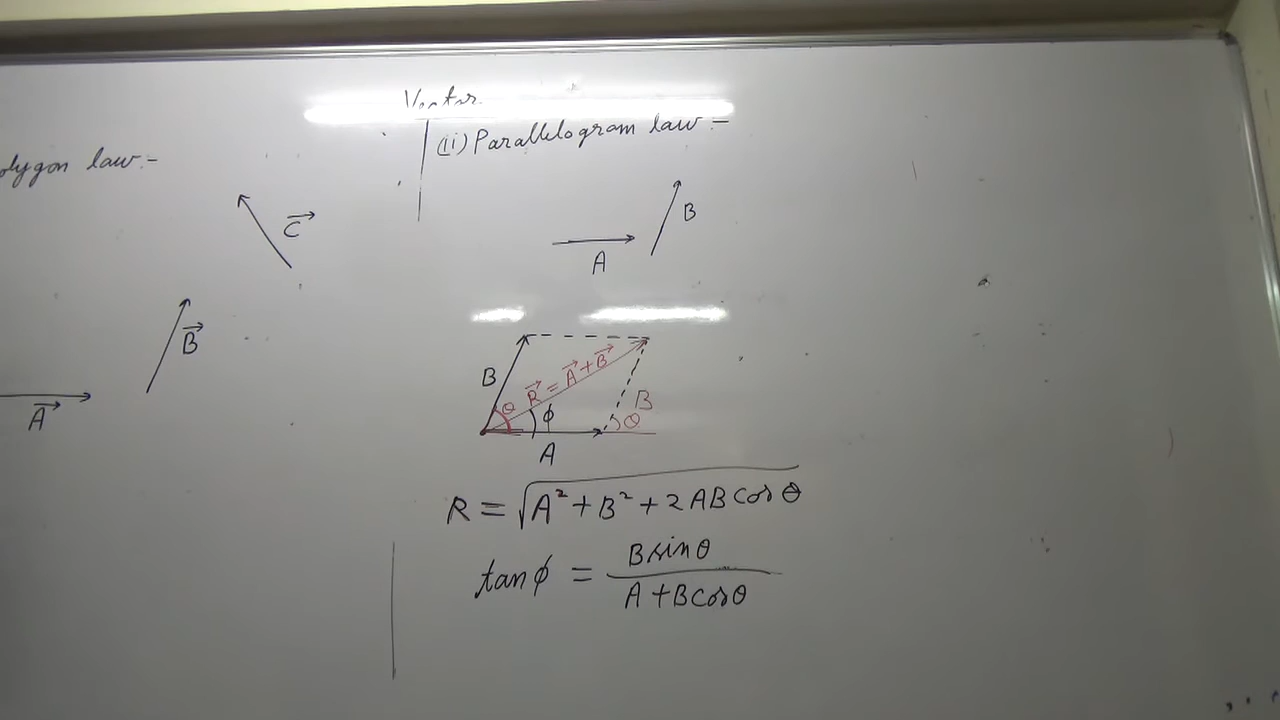 Vector
olygon law:-
C⃗
B⃗
A⃗
(ii) Parallelogram law:-
B
A
B
θ
R⃗ = A⃗ + B⃗
ϕ
B
θ
A
R = √A² + B² + 2AB cos θ
tan ϕ = B sin θ / A + B cos θ